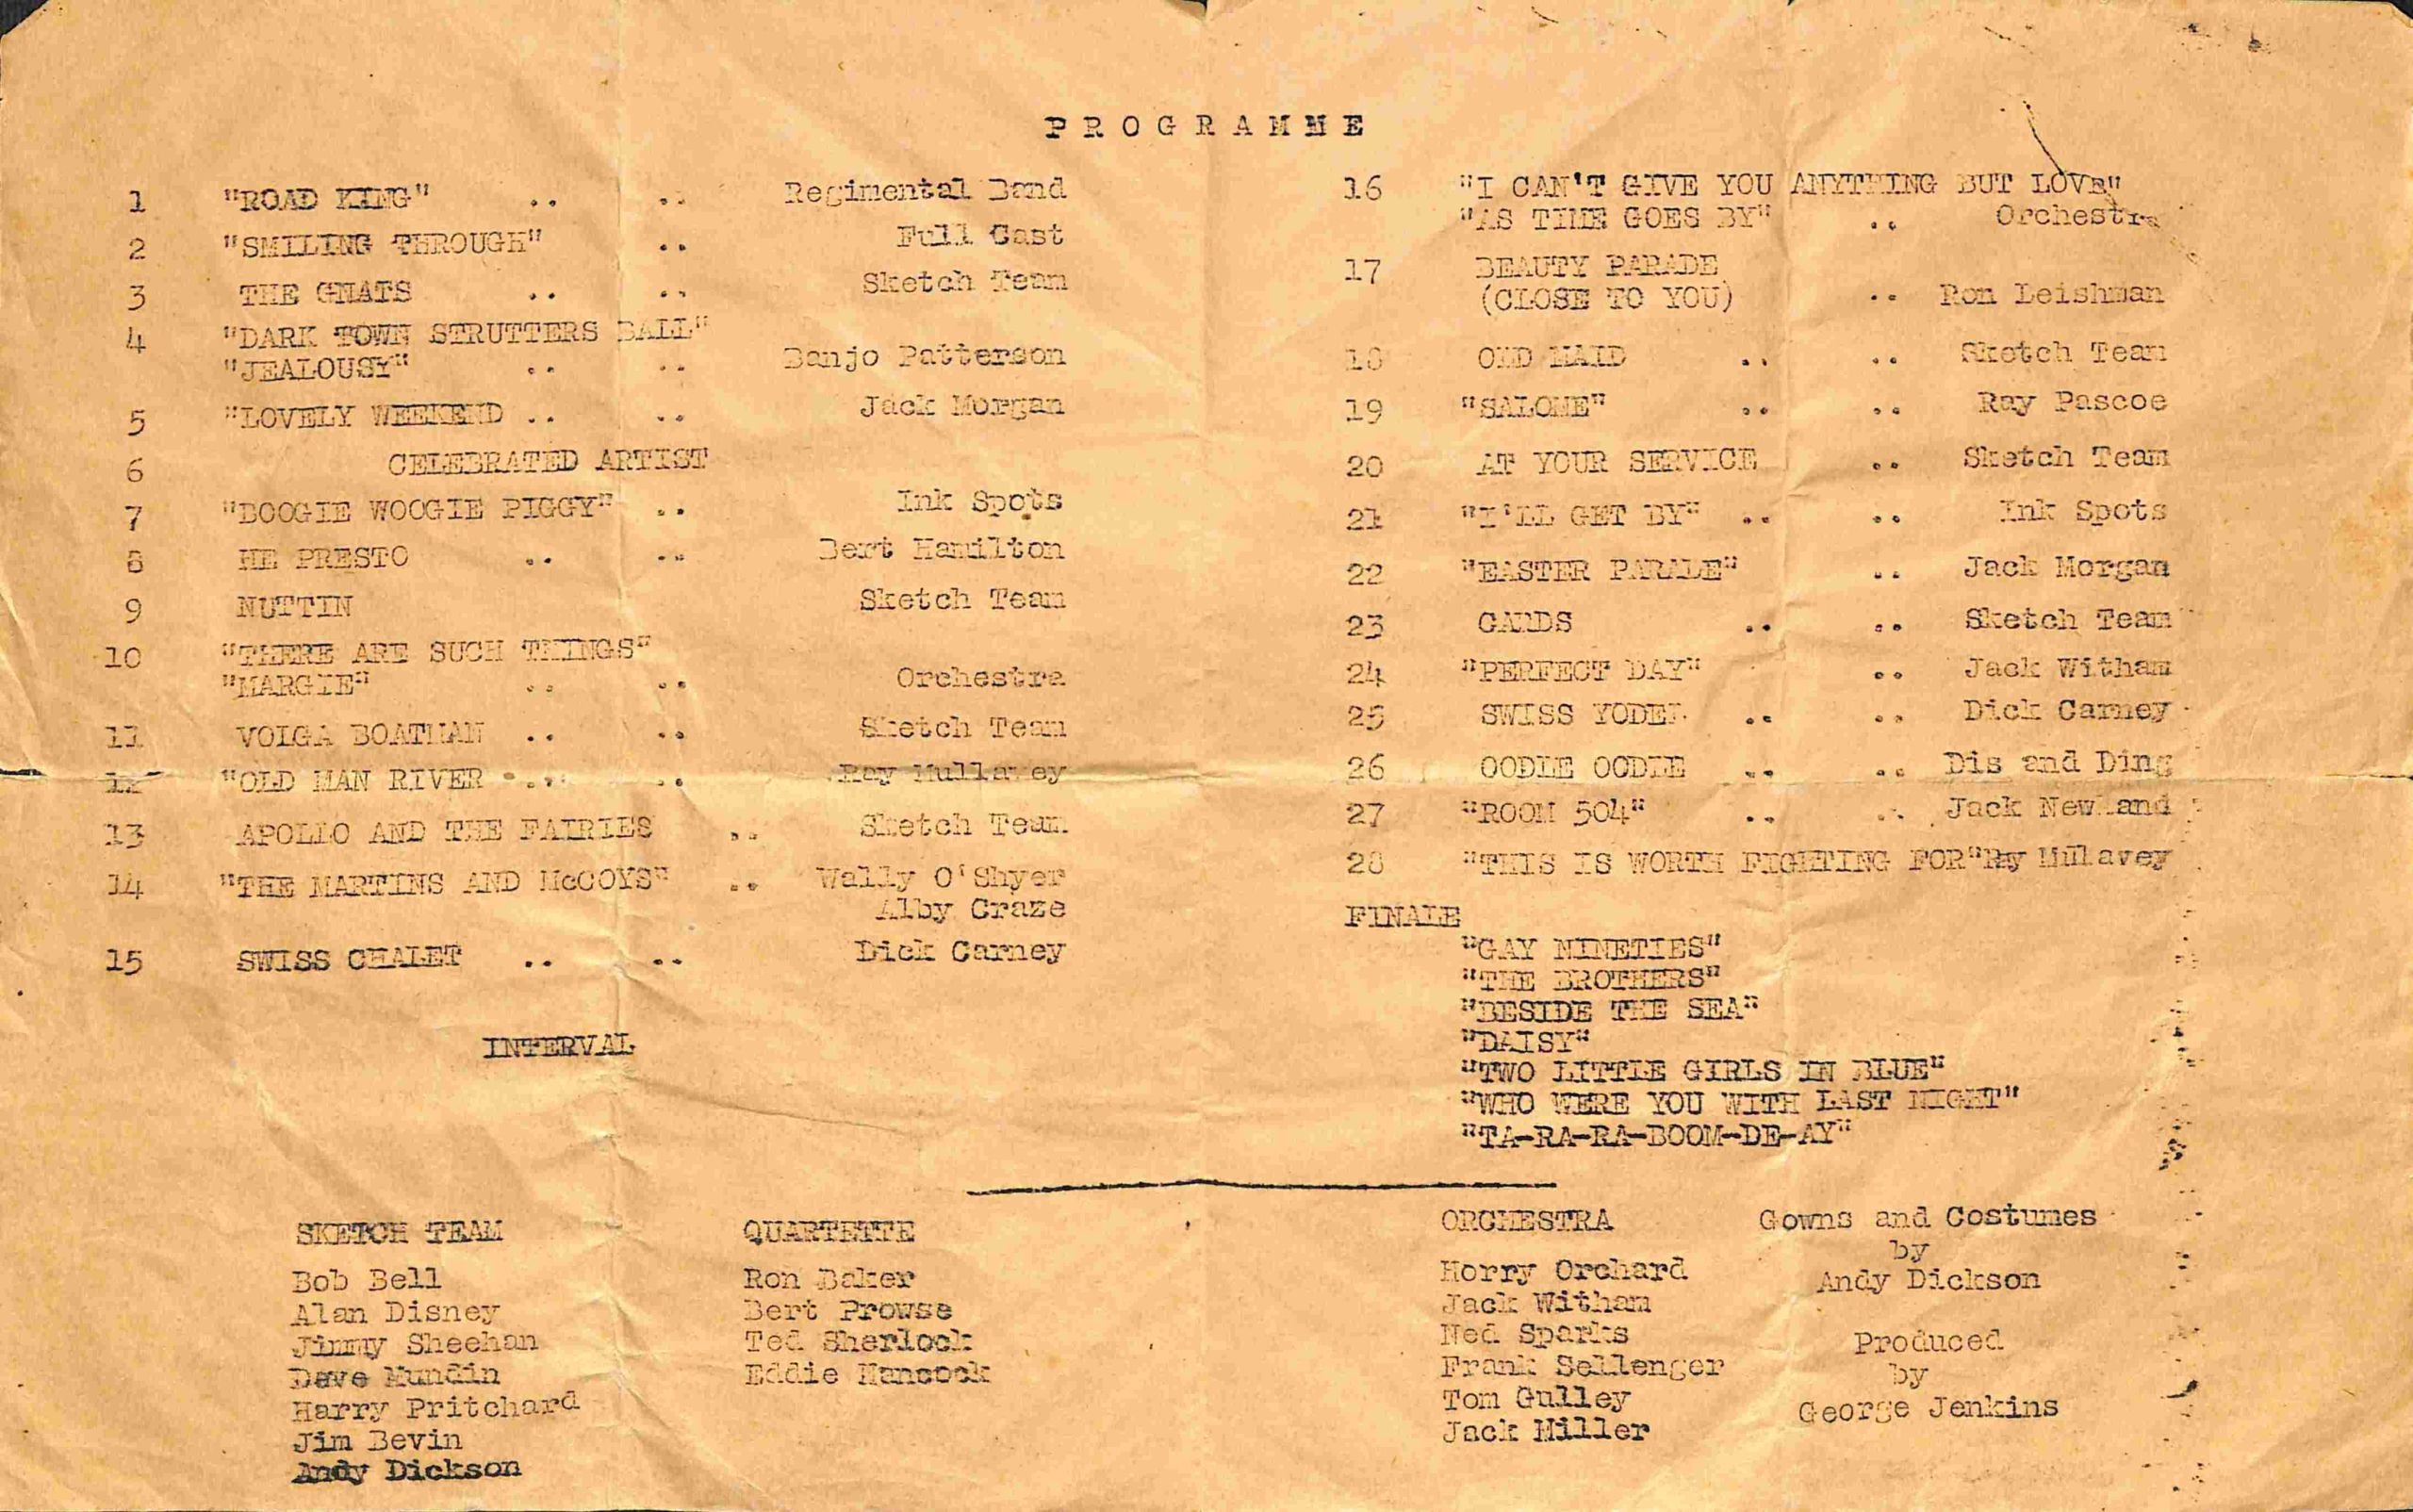 PROGRAMME
1 "ROAD KING" .. .. Regimental Band
2 "SMILING THROUGH" .. Full Cast
3 THE GNATS .. .. Sketch Team
4 "DARK TOWN STRUTTERS BALL"
"JEALOUSY" .. .. Banjo Patterson
5 "LOVELY WEEKEND .. .. Jack Morgan
6 CELEBRATED ARTIST
7 "BOOGIE WOOGIE PIGGY" .. Ink Spots
8 HE PRESTO .. .. Bert Hamilton
9 NUTTIN Sketch Team
10 "THERE ARE SUCH THINGS"
"MARGIE" .. .. Orchestra
11 VOLGA BOATMAN .. .. Sketch Team
12 "OLD MAN RIVER .. .. Ray Mullavey
13 APOLLO AND THE FAIRIES .. Sketch Team
14 "THE MARTINS AND McCOYS" .. Wally O'Shyer
Alby Craze
15 SWISS CHALET .. .. Dick Carney
INTERVAL
16 "I CAN'T GIVE YOU ANYTHING BUT LOVE"
"AS TIME GOES BY" .. Orchestra
17 BEAUTY PARADE
(CLOSE TO YOU) .. Ron Leishman
18 OLD MAID .. .. Sketch Team
19 "SALOME" .. .. Ray Pascoe
20 AT YOUR SERVICE .. Sketch Team
21 "I'LL GET BY" .. .. Ink Spots
22 "EASTER PARADE" .. Jack Morgan
23 CARDS .. .. Sketch Team
24 "PERFECT DAY" .. Jack Witham
25 SWISS YODEL .. .. Dick Carney
26 OODLE OODLE .. .. Dis and Ding
27 "ROOM 504" .. .. Jack Newland
28 "THIS IS WORTH FIGHTING FOR" Ray Mullavey
FINALE
"GAY NINETIES"
"THE BROTHERS"
"BESIDE THE SEA"
"DAISY"
"TWO LITTLE GIRLS IN BLUE"
"WHO WERE YOU WITH LAST NIGHT"
"TA-RA-RA-BOOM-DE-AY"
SKETCH TEAM
Bob Bell
Alan Disney
Jimmy Sheehan
Dave Mundin
Harry Pritchard
Jim Bevin
Andy Dickson
QUARTETTE
Ron Baker
Bert Prowse
Ted Sherlock
Eddie Hancock
ORCHESTRA
Horry Orchard
Jack Witham
Ned Sparks
Frank Sellenger
Tom Gulley
Jack Miller
Gowns and Costumes
by
Andy Dickson
Produced
by
George Jenkins